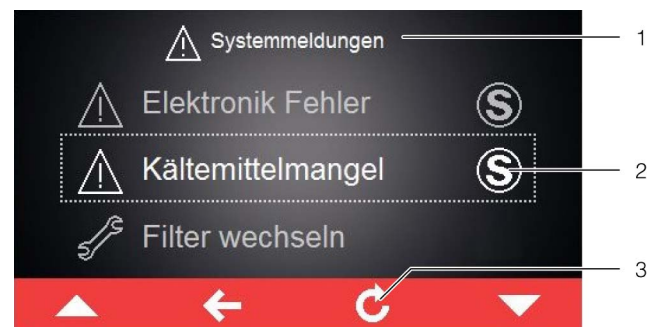 Systemmeldungen
1
Elektronik Fehler S
Kältemittelmangel S
2
Filter wechseln
3